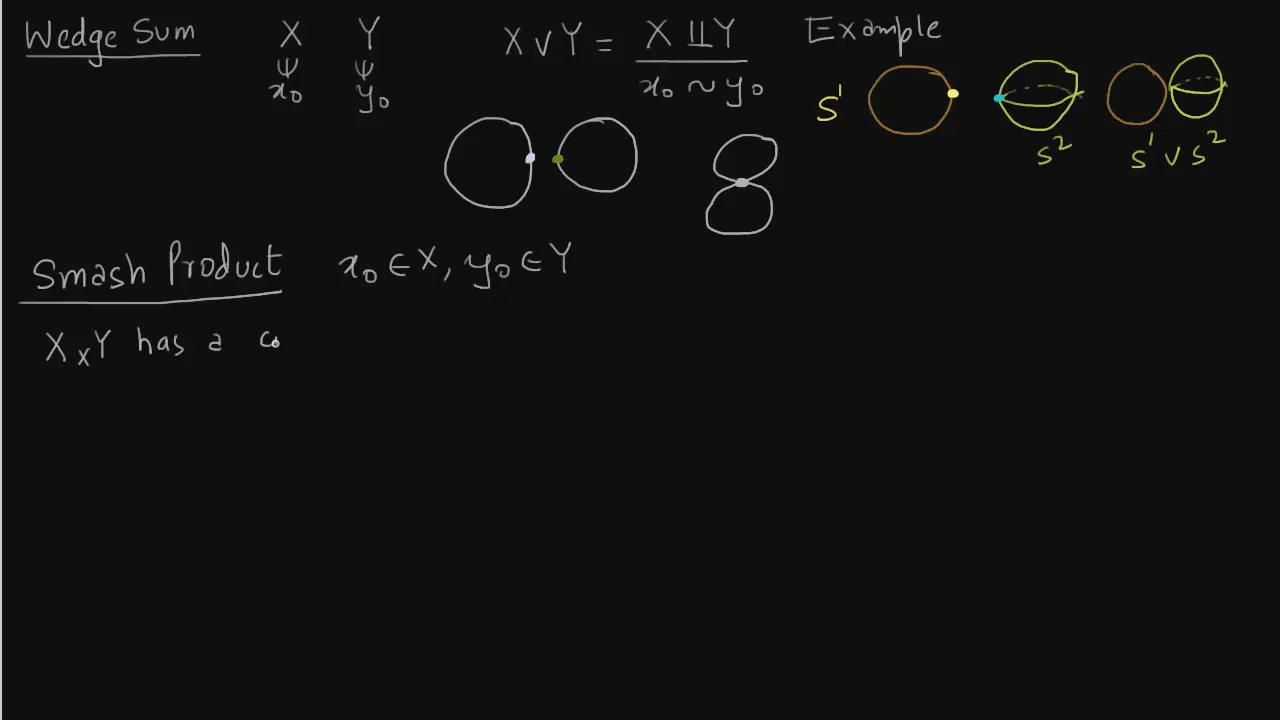 Wedge Sum
X Y
Ψ Ψ
x₀ y₀
X ∨ Y = X ⨿ Y / x₀ ~ y₀
Example
S¹
S²
S¹ ∨ S²
Smash Product x₀ ∈ X, y₀ ∈ Y
X × Y has a